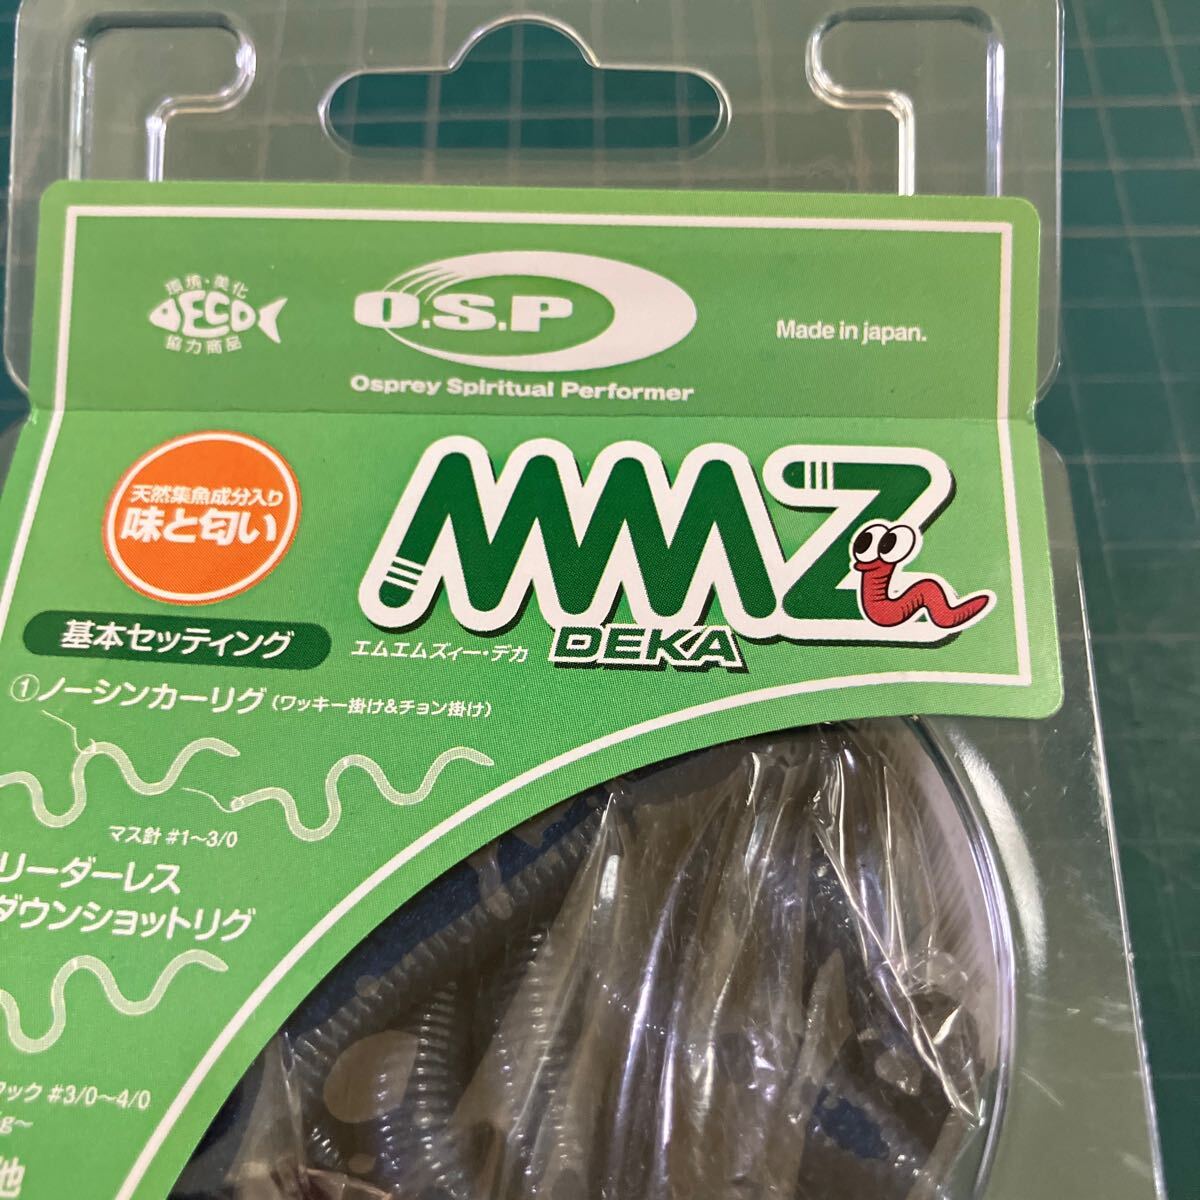 環境・美化
ECO
協力商品
O.S.P
Osprey Spiritual Performer
Made in japan.
天然集魚成分入り
味と匂い
MMZ
DEKA
エムエムズィー・デカ
基本セッティング
①ノーシンカーリグ（ワッキー掛け&チョン掛け）
マス針 #1〜3/0
リーダーレス
ダウンショットリグ
フック #3/0〜4/0
g〜
他